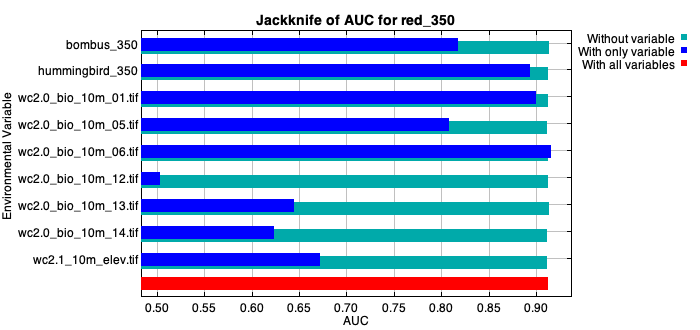 Jackknife of AUC for red_350
Without variable
With only variable
With all variables
Environmental Variable
bombus_350
hummingbird_350
wc2.0_bio_10m_01.tif
wc2.0_bio_10m_05.tif
wc2.0_bio_10m_06.tif
wc2.0_bio_10m_12.tif
wc2.0_bio_10m_13.tif
wc2.0_bio_10m_14.tif
wc2.1_10m_elev.tif
0.50 0.55 0.60 0.65 0.70 0.75 0.80 0.85 0.90
AUC